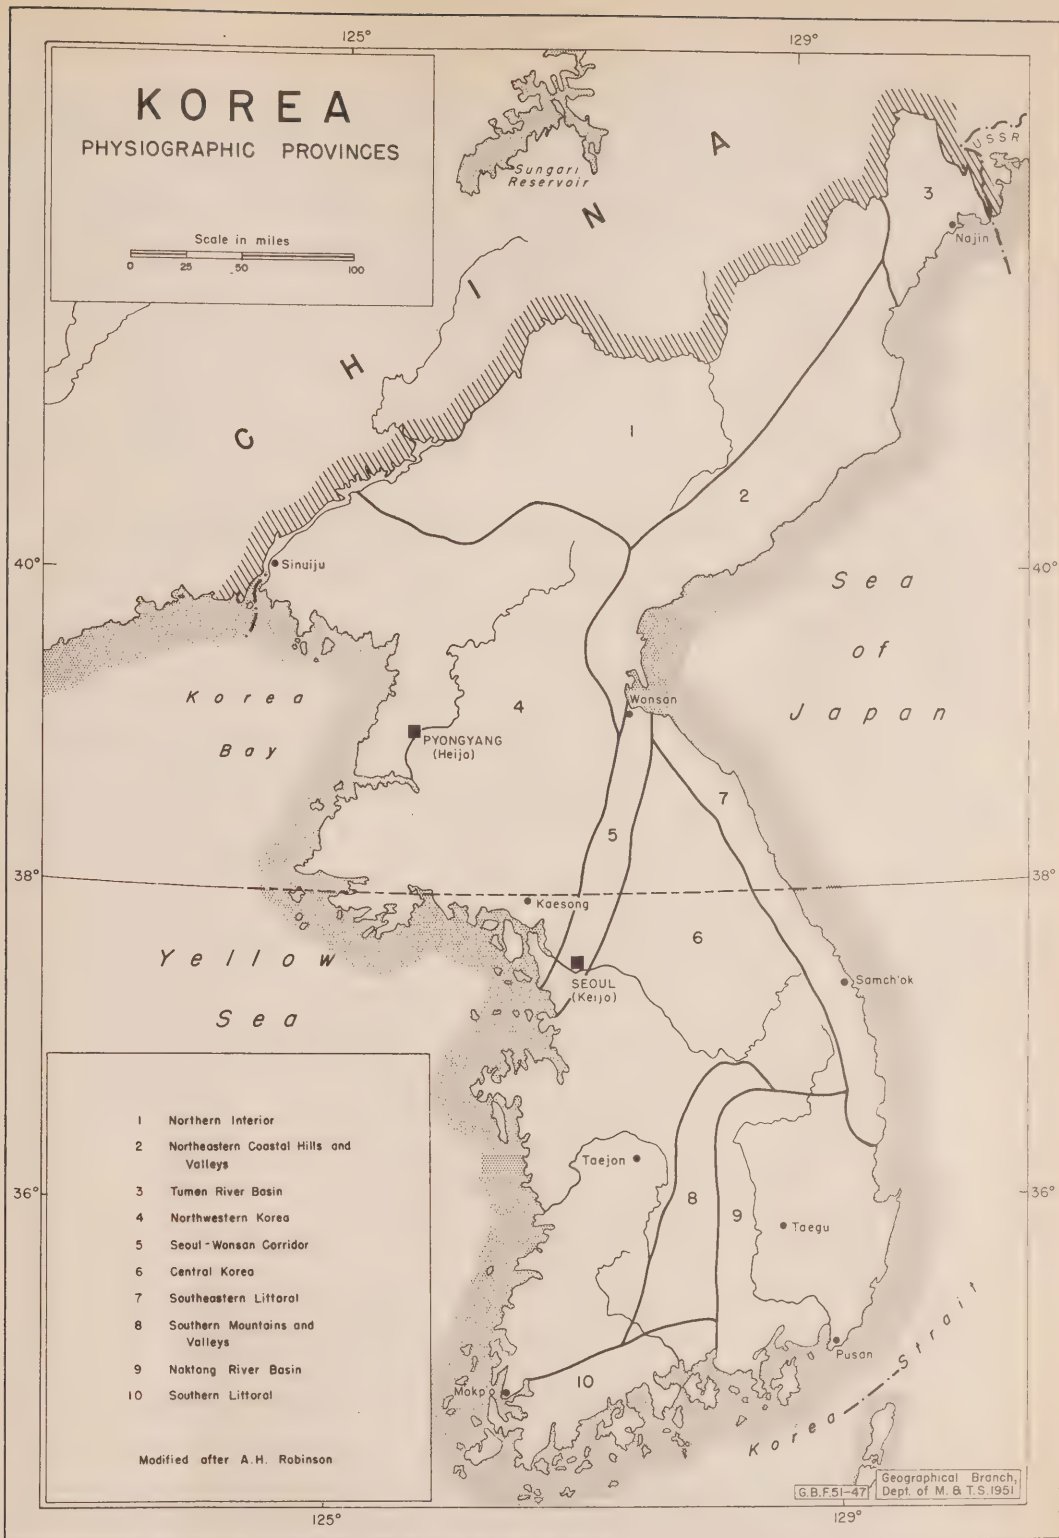 125°
129°
KOREA
PHYSIOGRAPHIC PROVINCES
Scale in miles
0 25 50 100
Sungari
Reservoir
CHINA
USSR
3
Najin
1
2
40°
Sinuiju
40°
Sea
of
Japan
Korea
Bay
4
Wonsan
PYONGYANG
(Heijo)
7
5
38°
38°
Kaesong
6
Yellow
Sea
SEOUL
(Keijo)
Samch'ok
1 Northern Interior
2 Northeastern Coastal Hills and
Valleys
3 Tumen River Basin
4 Northwestern Korea
5 Seoul-Wonsan Corridor
6 Central Korea
7 Southeastern Littoral
8 Southern Mountains and
Valleys
9 Naktong River Basin
10 Southern Littoral
Modified after A.H. Robinson
Taejon
36°
36°
8
9
Taegu
Pusan
10
Mokp'o
Korea Strait
G.B.F.51-47
Geographical Branch,
Dept. of M. & T.S. 1951
125°
129°